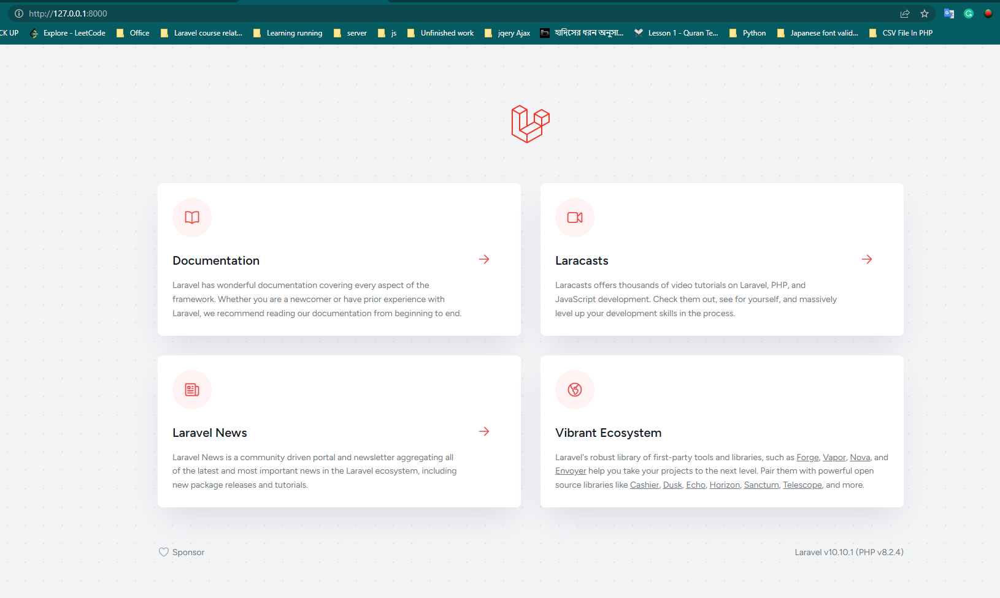 http://127.0.0.1:8000
CK UP Explore - LeetCode Office Laravel course relat... Learning running server js Unfinished work jqery Ajax হাদিসের ধরন অনুসা... Lesson 1 - Quran Te... Python Japanese font valid... CSV File In PHP
Documentation
Laravel has wonderful documentation covering every aspect of the
framework. Whether you are a newcomer or have prior experience with
Laravel, we recommend reading our documentation from beginning to end.
Laracasts
Laracasts offers thousands of video tutorials on Laravel, PHP, and
JavaScript development. Check them out, see for yourself, and massively
level up your development skills in the process.
Laravel News
Laravel News is a community driven portal and newsletter aggregating all
of the latest and most important news in the Laravel ecosystem, including
new package releases and tutorials.
Vibrant Ecosystem
Laravel's robust library of first-party tools and libraries, such as Forge, Vapor, Nova, and
Envoyer help you take your projects to the next level. Pair them with powerful open
source libraries like Cashier, Dusk, Echo, Horizon, Sanctum, Telescope, and more.
Sponsor
Laravel v10.10.1 (PHP v8.2.4)